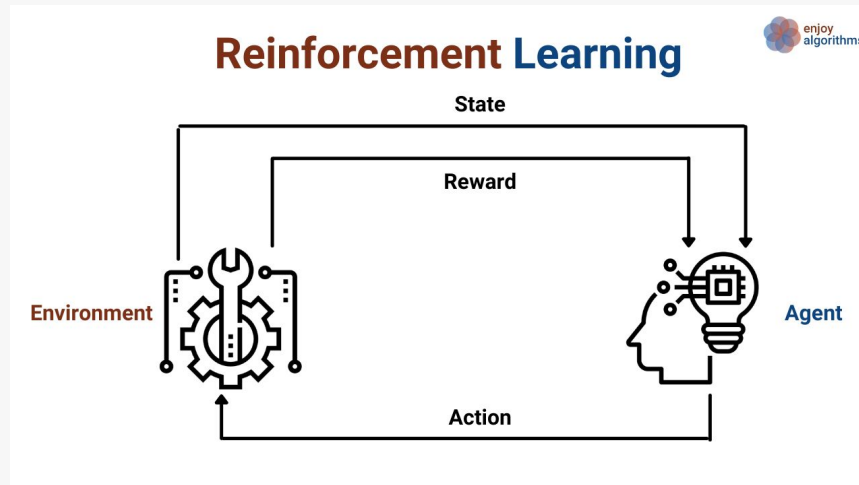 enjoy
algorithms
Reinforcement Learning
State
Reward
Environment
Agent
Action